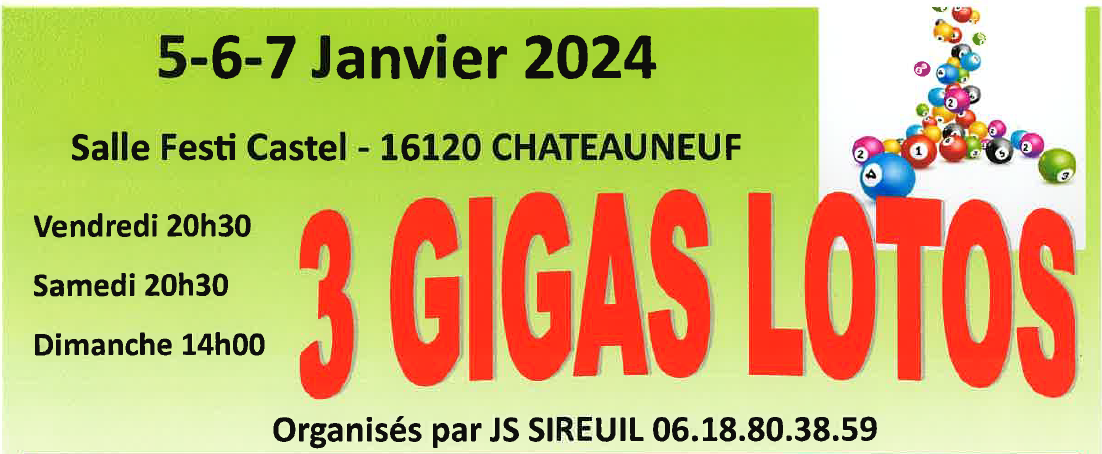 5-6-7 Janvier 2024
Salle Festi Castel - 16120 CHATEAUNEUF
Vendredi 20h30
Samedi 20h30
Dimanche 14h00
3 GIGAS LOTOS
Organisés par JS SIREUIL 06.18.80.38.59